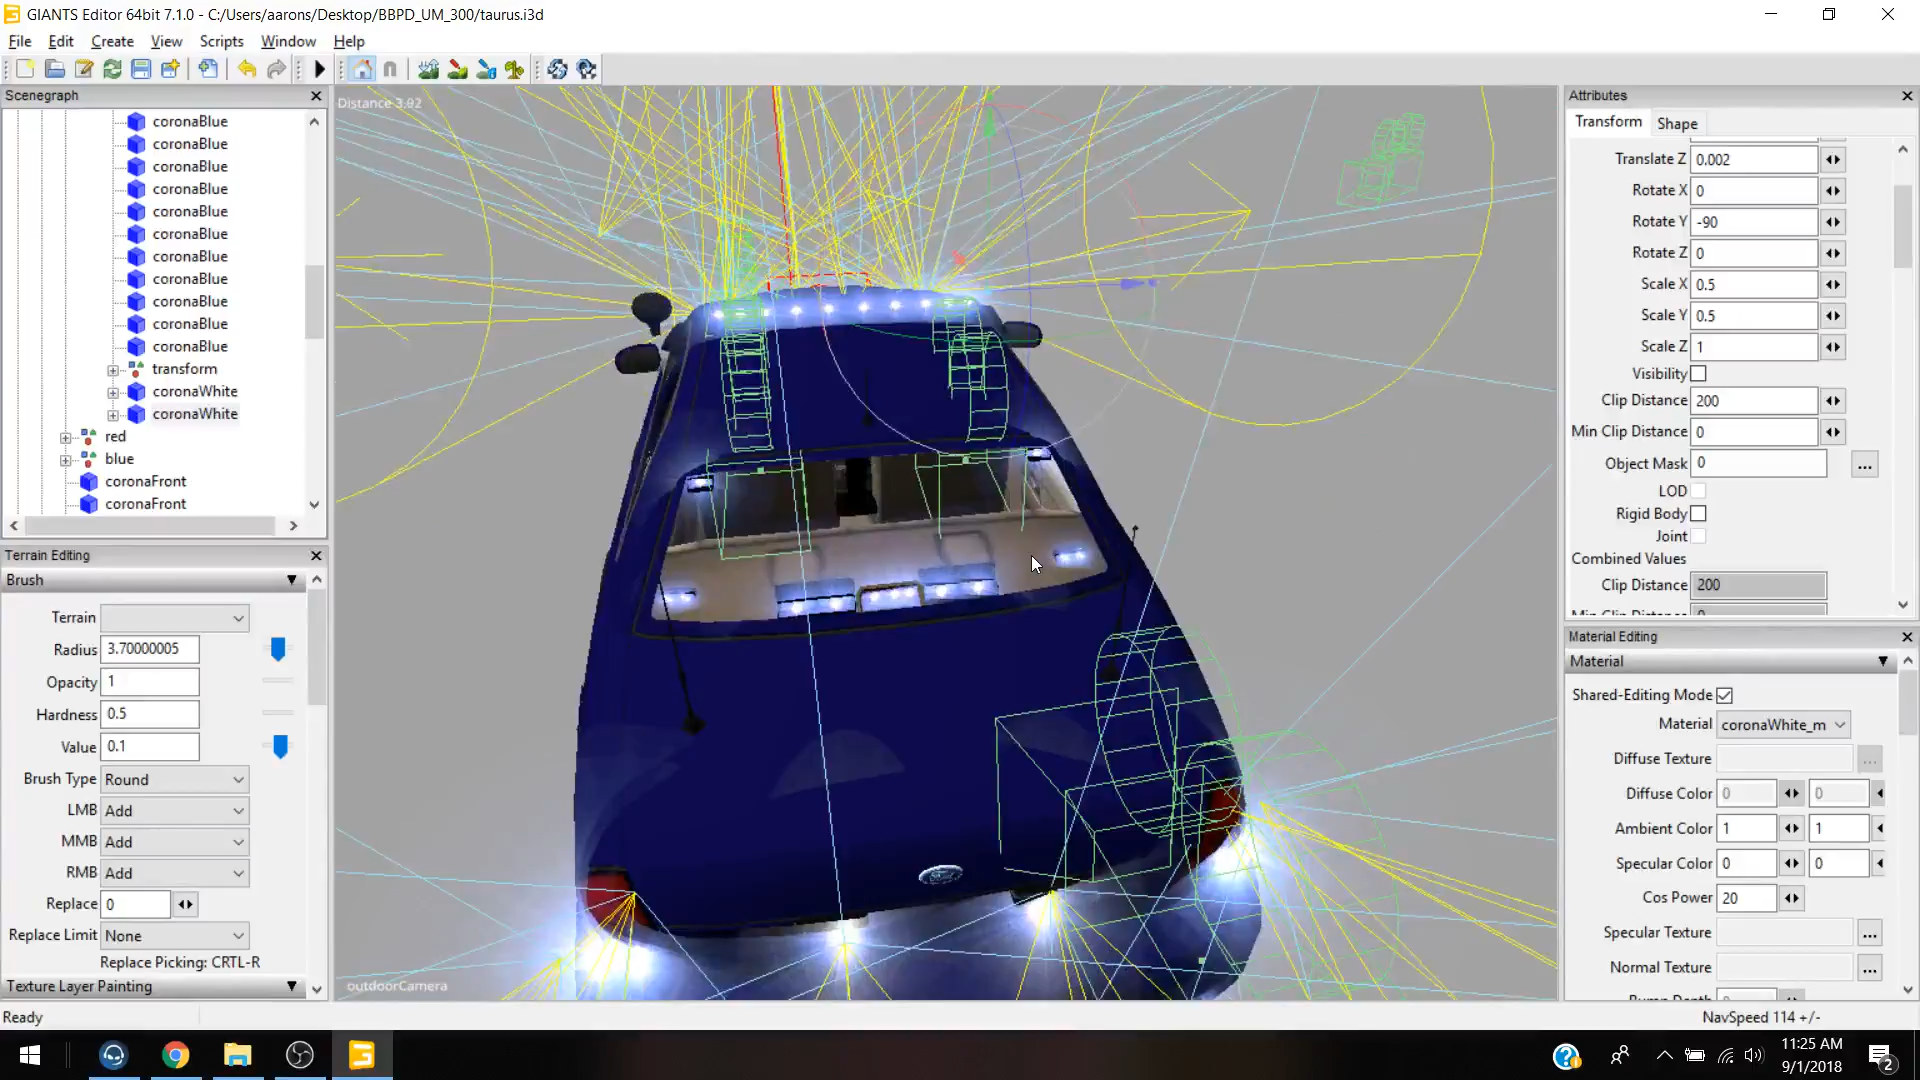 GIANTS Editor 64bit 7.1.0 - C:/Users/aarons/Desktop/BBPD_UM_300/taurus.i3d
File Edit Create View Scripts Window Help
Scenegraph
coronaBlue
coronaBlue
coronaBlue
coronaBlue
coronaBlue
coronaBlue
coronaBlue
coronaBlue
coronaBlue
coronaBlue
coronaBlue
transform
coronaWhite
coronaWhite
red
blue
coronaFront
coronaFront
Terrain Editing
Brush
Terrain
Radius 3.70000005
Opacity 1
Hardness 0.5
Value 0.1
Brush Type Round
LMB Add
MMB Add
RMB Add
Replace 0
Replace Limit None
Replace Picking: CRTL-R
Texture Layer Painting
Ready
Distance 3.92
outdoorCamera
Attributes
Transform Shape
Translate Z 0.002
Rotate X 0
Rotate Y -90
Rotate Z 0
Scale X 0.5
Scale Y 0.5
Scale Z 1
Visibility
Clip Distance 200
Min Clip Distance 0
Object Mask 0 ...
LOD
Rigid Body
Joint
Combined Values
Clip Distance 200
Min Clip Distance 0
Material Editing
Material
Shared-Editing Mode
Material coronaWhite_m
Diffuse Texture ...
Diffuse Color 0 0
Ambient Color 1 1
Specular Color 0 0
Cos Power 20
Specular Texture ...
Normal Texture ...
Bump Depth
NavSpeed 114 +/-
11:25 AM
9/1/2018
2